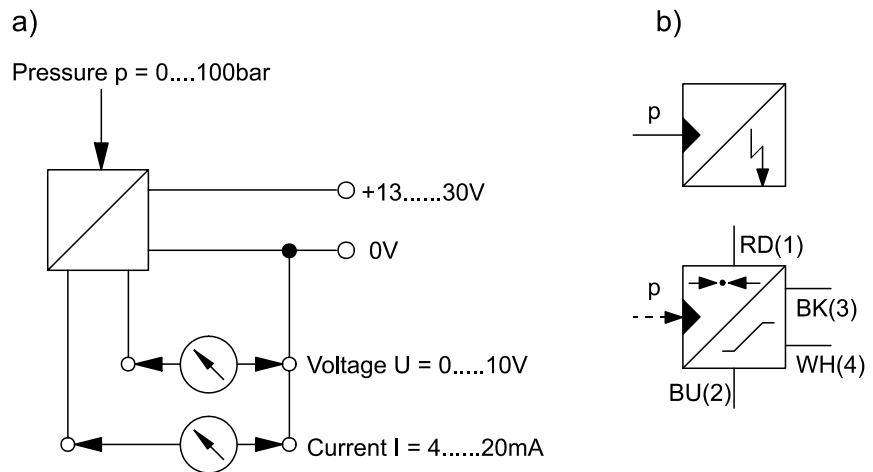 a)
Pressure p = 0....100bar
+13......30V
0V
Voltage U = 0.....10V
Current I = 4......20mA
b)
p
RD(1)
p
BK(3)
WH(4)
BU(2)